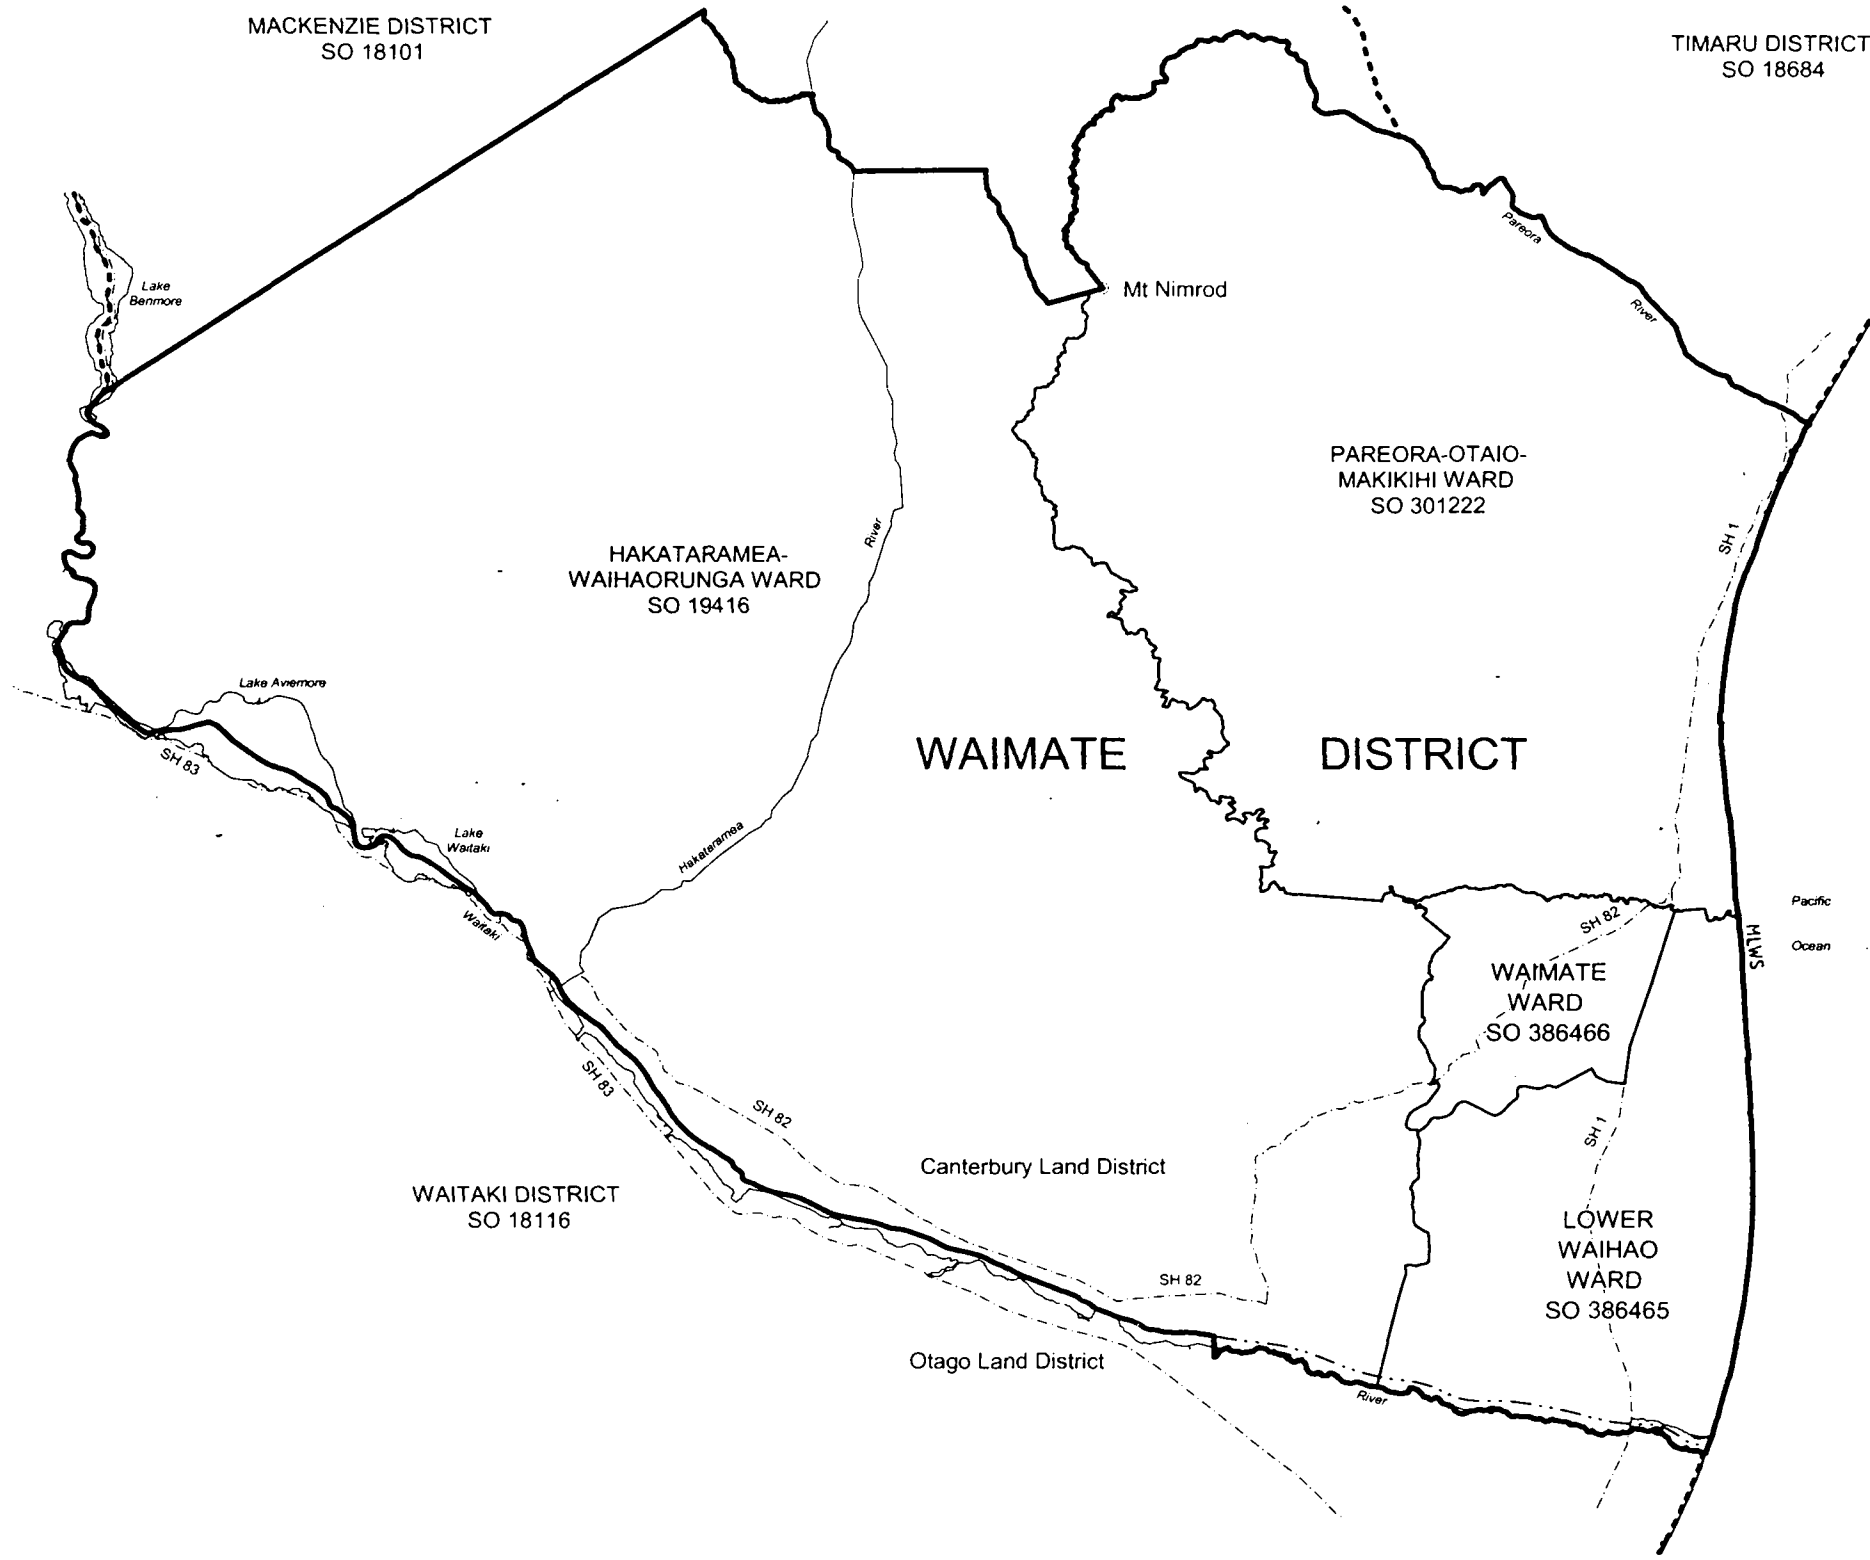 MACKENZIE DISTRICT
SO 18101
TIMARU DISTRICT
SO 18684
Lake
Benmore
Mt Nimrod
Pareora
River
PAREORA-OTAIO-
MAKIKIHI WARD
SO 301222
River
SH 1
HAKATARAMEA-
WAIHAORUNGA WARD
SO 19416
Lake Aviemore
SH 83
WAIMATE DISTRICT
Lake
Waitaki
Hakataramea
Waitaki
SH 82
Pacific
Ocean
MLWS
WAIMATE
WARD
SO 386466
SH 83
SH 82
SH 1
Canterbury Land District
WAITAKI DISTRICT
SO 18116
LOWER
WAIHAO
WARD
SO 386465
SH 82
Otago Land District
River